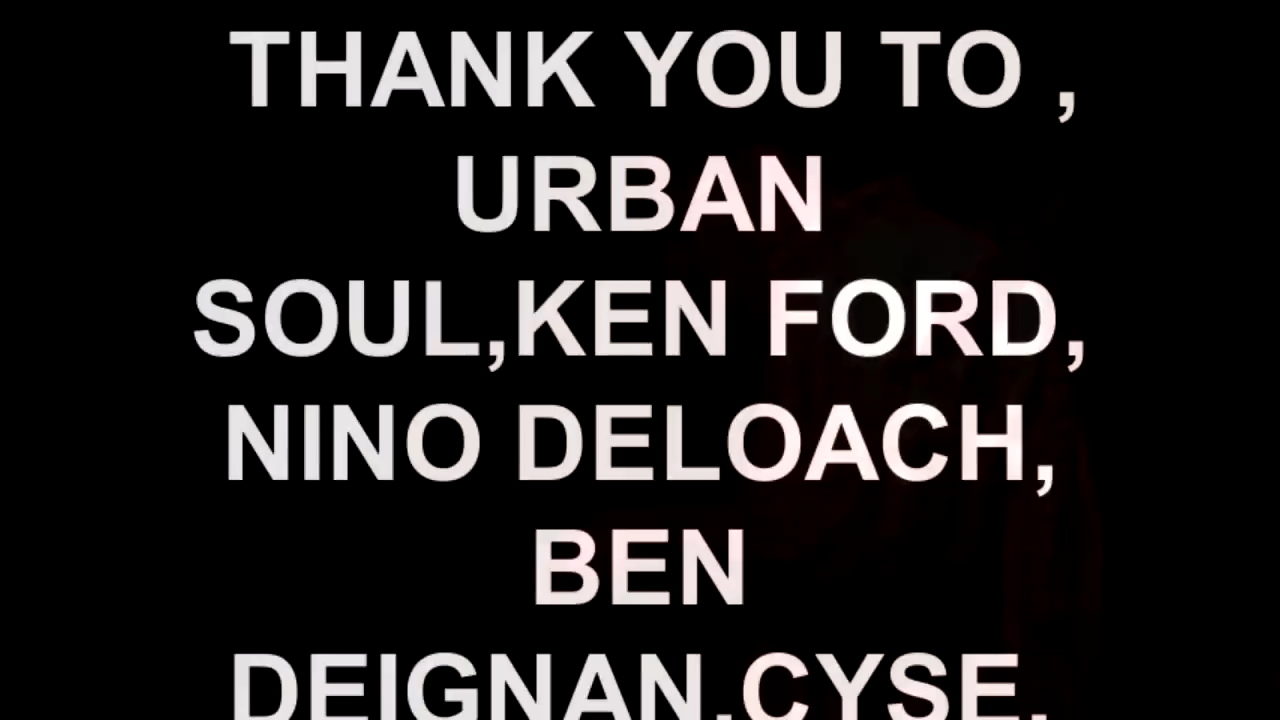 THANK YOU TO ,
URBAN
SOUL,KEN FORD,
NINO DELOACH,
BEN
DEIGNAN,CYSE,